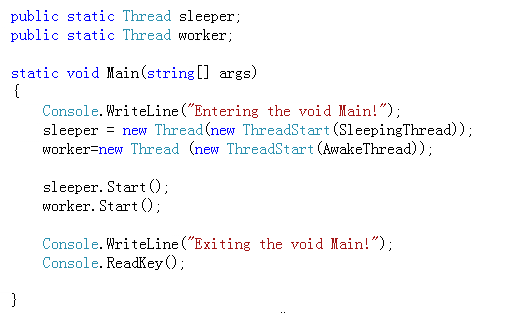 public static Thread sleeper;
public static Thread worker;
static void Main(string[] args)
{
Console.WriteLine("Entering the void Main!");
sleeper = new Thread(new ThreadStart(SleepingThread));
worker=new Thread (new ThreadStart(AwakeThread));
sleeper.Start();
worker.Start();
Console.WriteLine("Exiting the void Main!");
Console.ReadKey();
}